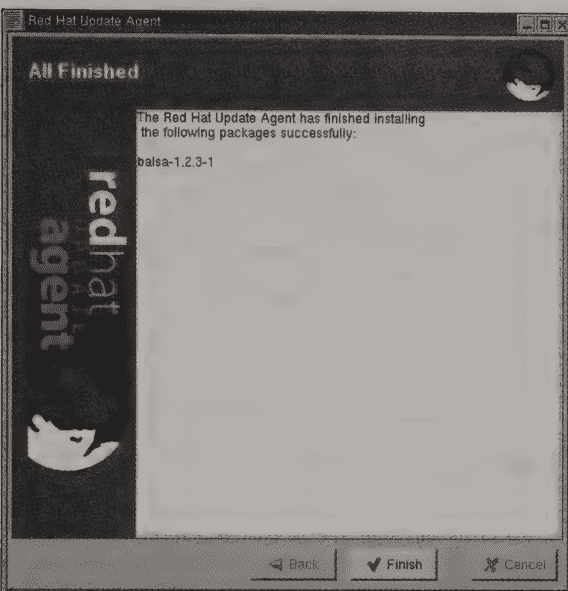 Red Hat Update Agent
All Finished
The Red Hat Update Agent has finished installing
the following packages successfully:
balsa-1.2.3-1
redhat
UPDATE
agent
Back
Finish
Cancel